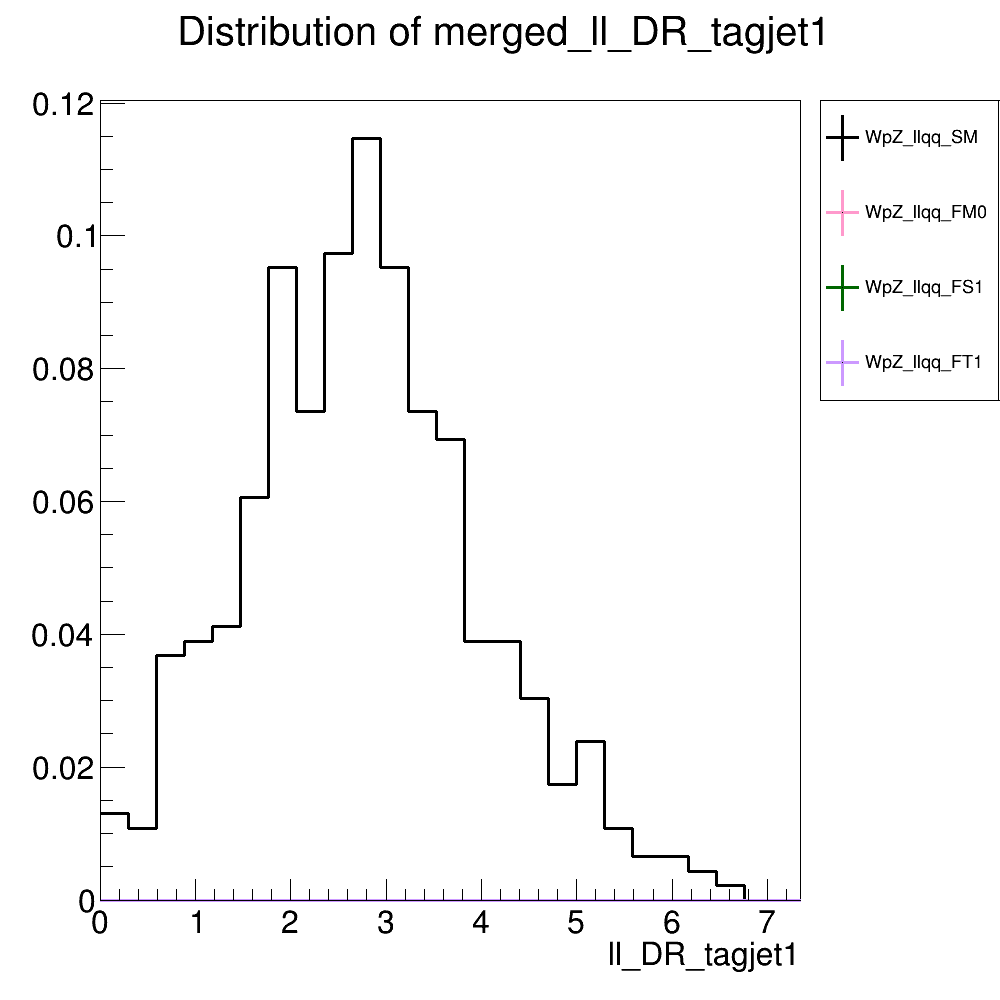 Distribution of merged_ll_DR_tagjet1
0.12
0.1
0.08
0.06
0.04
0.02
0
0 1 2 3 4 5 6 7
ll_DR_tagjet1
WpZ_llqq_SM
WpZ_llqq_FM0
WpZ_llqq_FS1
WpZ_llqq_FT1